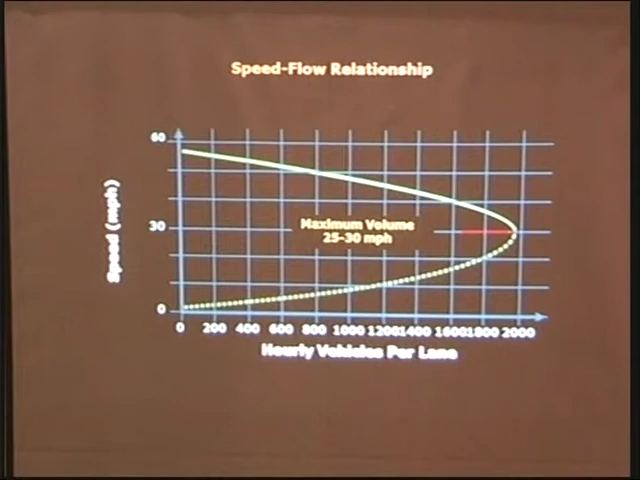 Speed-Flow Relationship
60
30
0
Speed (mph)
Maximum Volume
25-30 mph
0 200 400 600 800 1000 1200 1400 1600 1800 2000
Hourly Vehicles Per Lane